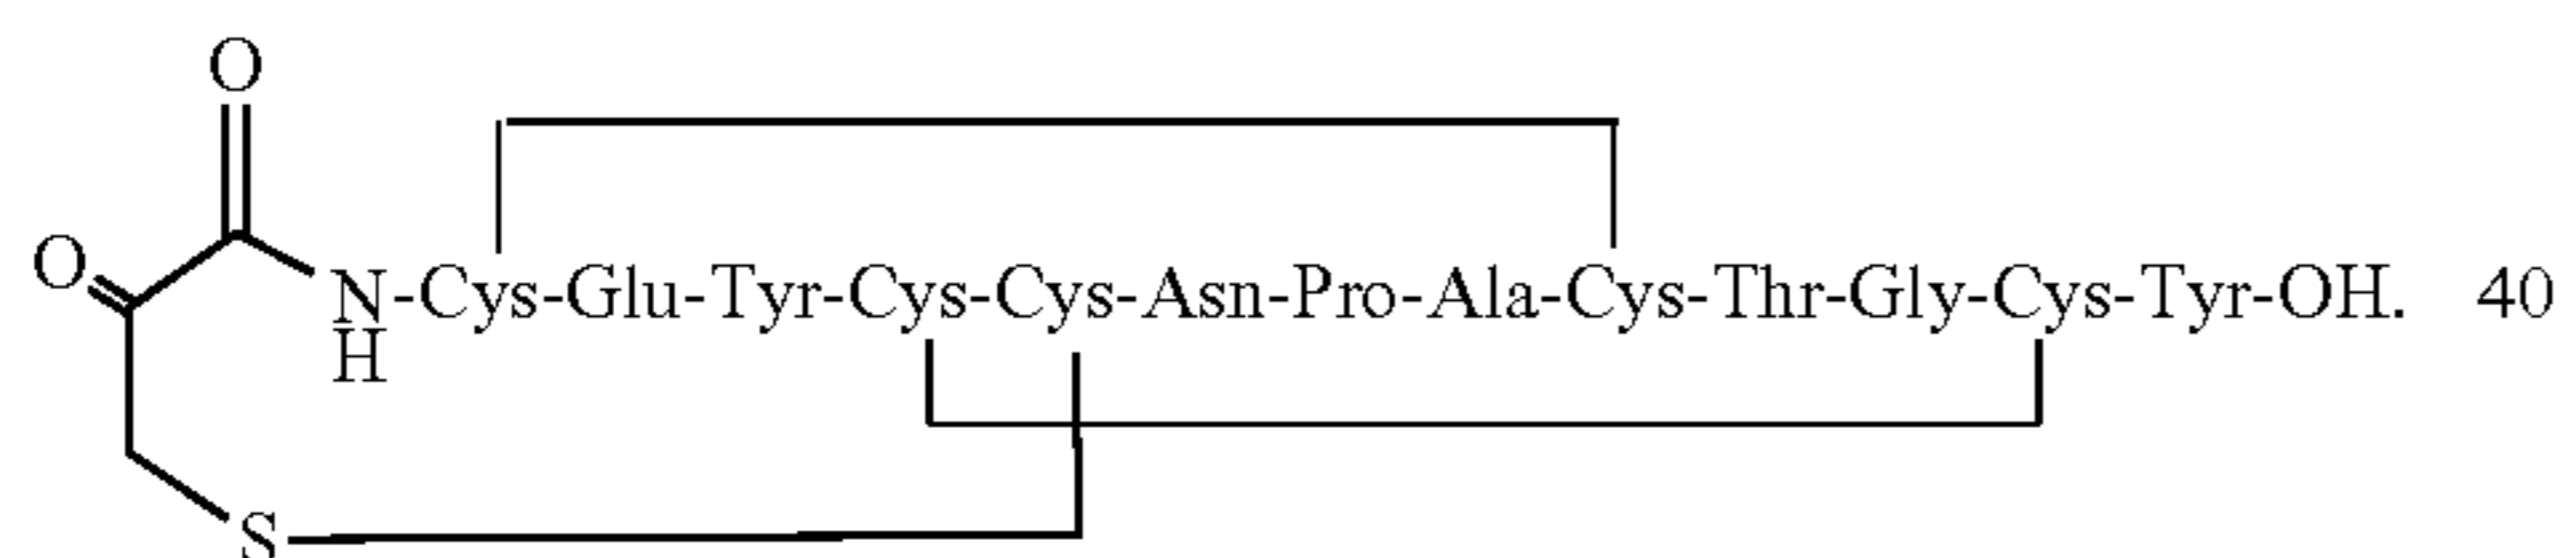 O
O
N-Cys-Glu-Tyr-Cys-Cys-Asn-Pro-Ala-Cys-Thr-Gly-Cys-Tyr-OH. 40
H
S